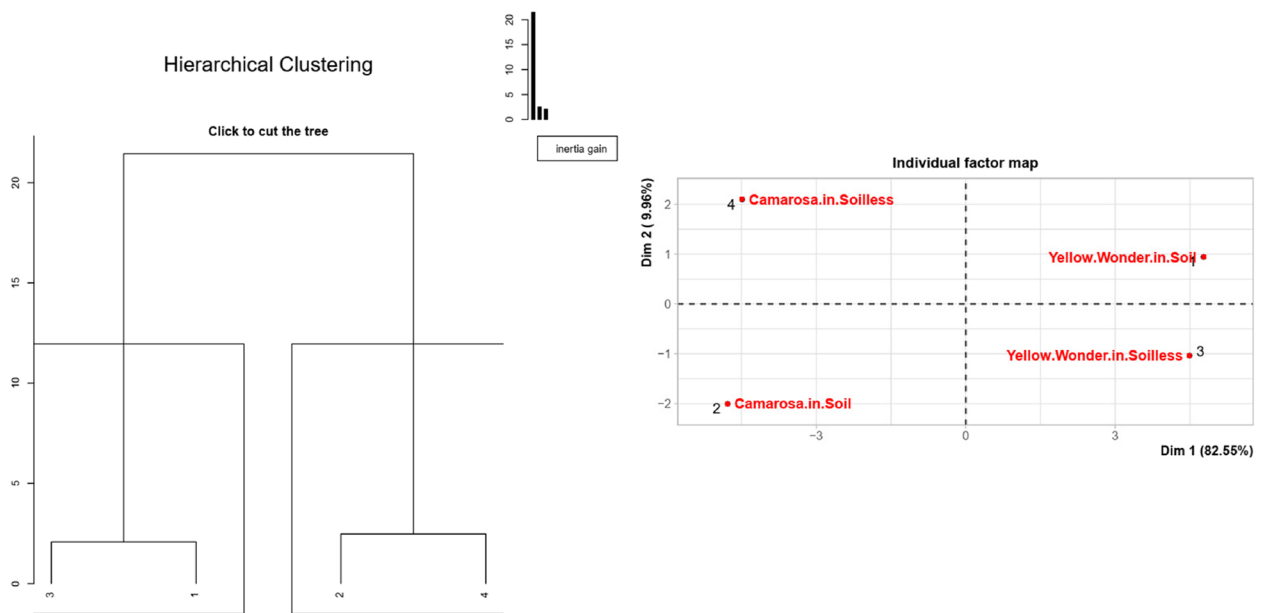 Hierarchical Clustering
Click to cut the tree
0 5 10 15 20
3 1 2 4
0 5 10 15 20
inertia gain
Individual factor map
Dim 2 ( 9.96%)
2
1
0
−1
−2
4 Camarosa.in.Soilless
Yellow.Wonder.in.Soil 1
Yellow.Wonder.in.Soilless 3
2 Camarosa.in.Soil
−3 0 3
Dim 1 (82.55%)